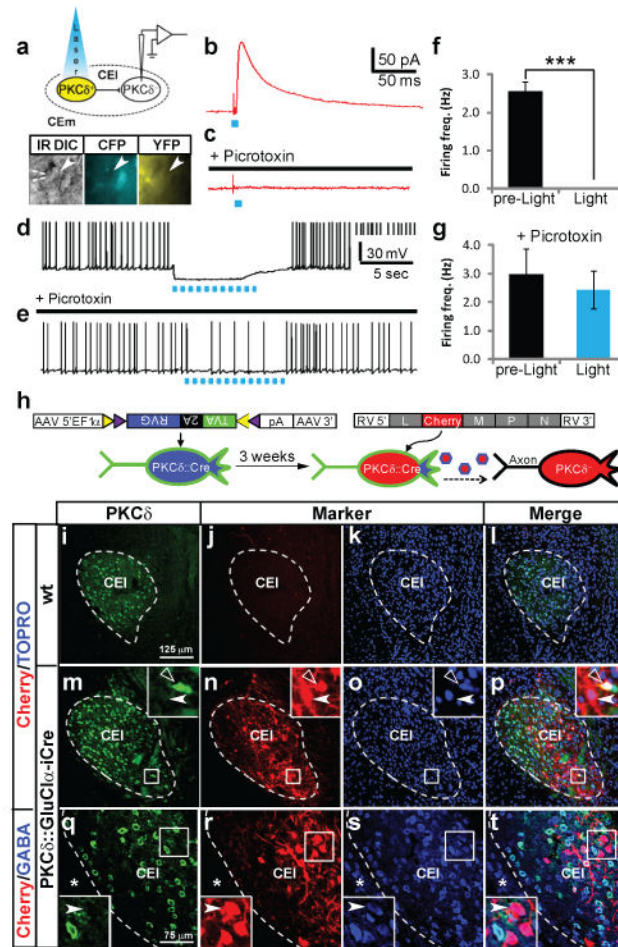 a
Laser
PKCδ⁺
PKCδ⁻
CEl
CEm
IR DIC CFP YFP
b
50 pA
50 ms
c
+ Picrotoxin
d
30 mV
5 sec
e
+ Picrotoxin
f
***
Firing freq. (Hz)
3.0
2.0
1.0
0.0
pre-Light Light
g
+ Picrotoxin
Firing freq. (Hz)
4.0
3.0
2.0
1.0
0.0
pre-Light Light
h
AAV 5' EF1α RVG 2A TVA pA AAV 3'
RV 5' L Cherry M P N RV 3'
PKCδ::Cre
3 weeks
PKCδ::Cre
Axon
PKCδ⁻
PKCδ Marker Merge
Cherry/TOPRO
wt
i
CEl
125 µm
j
CEl
k
CEl
l
CEl
PKCδ::GluClα-iCre
m
CEl
n
CEl
o
CEl
p
CEl
Cherry/GABA
q
CEl
*
75 µm
r
CEl
*
s
CEl
*
t
CEl
*